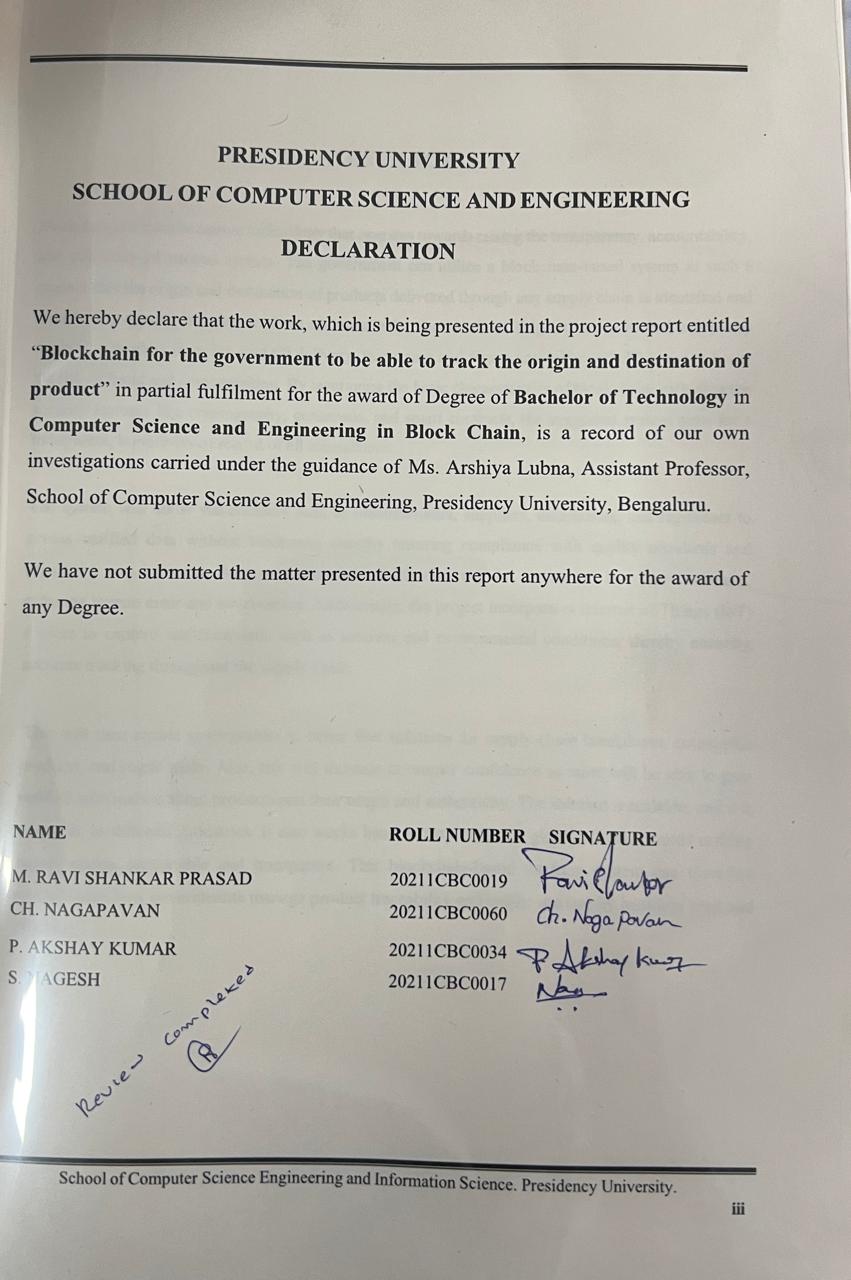 PRESIDENCY UNIVERSITY
SCHOOL OF COMPUTER SCIENCE AND ENGINEERING
DECLARATION
We hereby declare that the work, which is being presented in the project report entitled
“Blockchain for the government to be able to track the origin and destination of
product” in partial fulfilment for the award of Degree of Bachelor of Technology in
Computer Science and Engineering in Block Chain, is a record of our own
investigations carried under the guidance of Ms. Arshiya Lubna, Assistant Professor,
School of Computer Science and Engineering, Presidency University, Bengaluru.
We have not submitted the matter presented in this report anywhere for the award of
any Degree.
NAME ROLL NUMBER SIGNATURE
M. RAVI SHANKAR PRASAD 20211CBC0019
CH. NAGAPAVAN 20211CBC0060 Ch. Naga pavan
P. AKSHAY KUMAR 20211CBC0034 P Akshay Kumar
S. NAGESH 20211CBC0017
Review Completed
School of Computer Science Engineering and Information Science. Presidency University.
iii